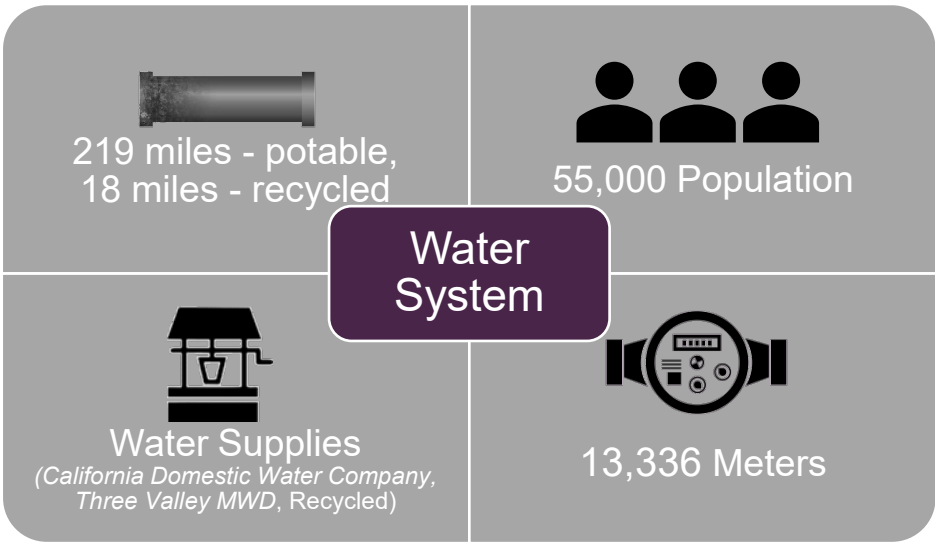 219 miles - potable,
18 miles - recycled
55,000 Population
Water
System
Water Supplies
(California Domestic Water Company,
Three Valley MWD, Recycled)
13,336 Meters